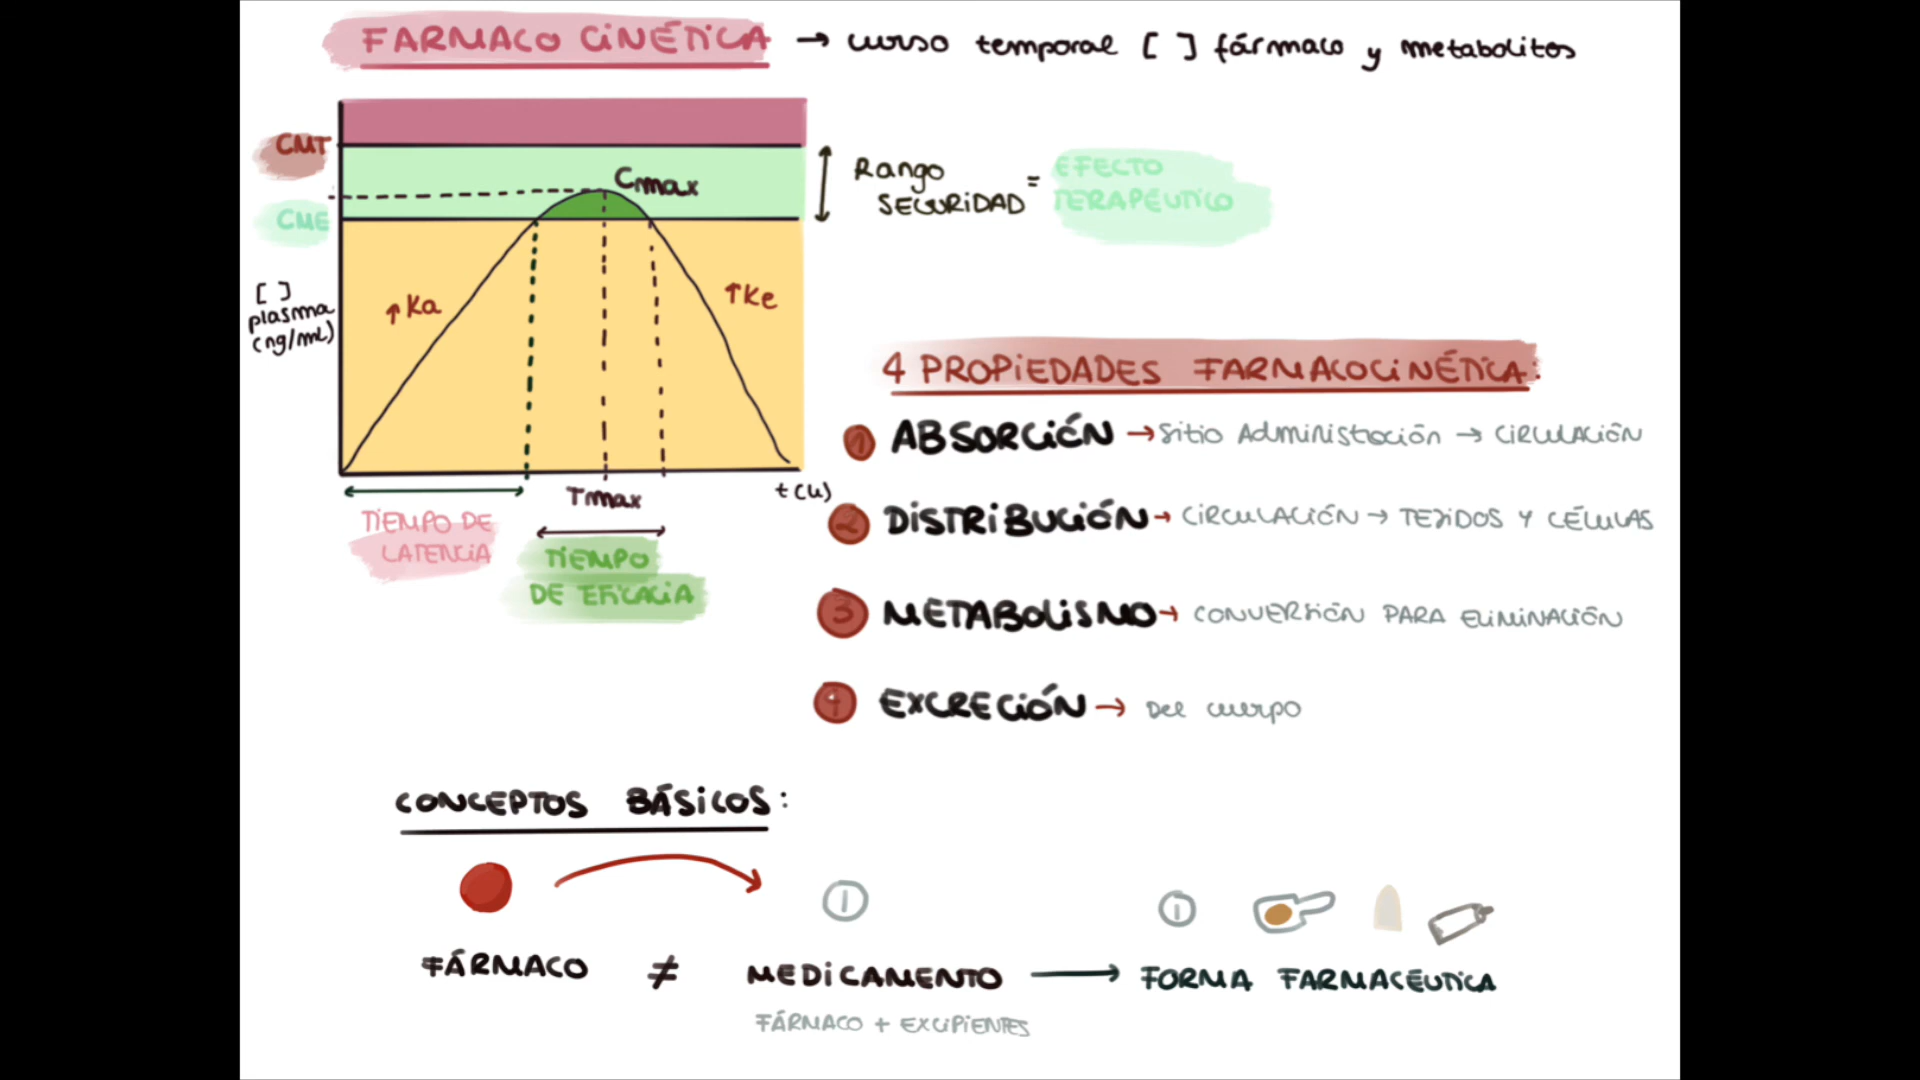 FARMACO CINÉTICA → curso temporal [ ] fármaco y metabolitos
CMT
Cmax
CME
Rango
SEGURIDAD
=
EFECTO
TERAPÉUTICO
[ ]
plasma
(ng/mL)
↑Ka
↑Ke
Tmax
t(u)
TIEMPO DE
LATENCIA
TIEMPO
DE EFICACIA
4 PROPIEDADES FARMACOCINÉTICA:
1 ABSORCIÓN → SITIO ADMINISTRACIÓN → CIRCULACIÓN
2 DISTRIBUCIÓN → CIRCULACIÓN → TEJIDOS Y CÉLULAS
3 METABOLISMO → CONVERSIÓN PARA ELIMINACIÓN
4 EXCRECIÓN → DEL CUERPO
CONCEPTOS BÁSICOS:
FÁRMACO ≠ MEDICAMENTO → FORMA FARMACÉUTICA
FÁRMACO + EXCIPIENTES